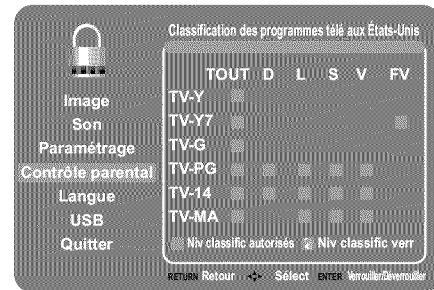 Classification des programmes télé aux États-Unis
TOUT D L S V FV
TV-Y
TV-Y7
TV-G
TV-PG
TV-14
TV-MA
Image
Son
Paramétrage
Contrôle parental
Langue
USB
Quitter
Niv classific autorisés Niv classific verr
RETURN Retour Sélect ENTER Verrouiller/Déverrouiller